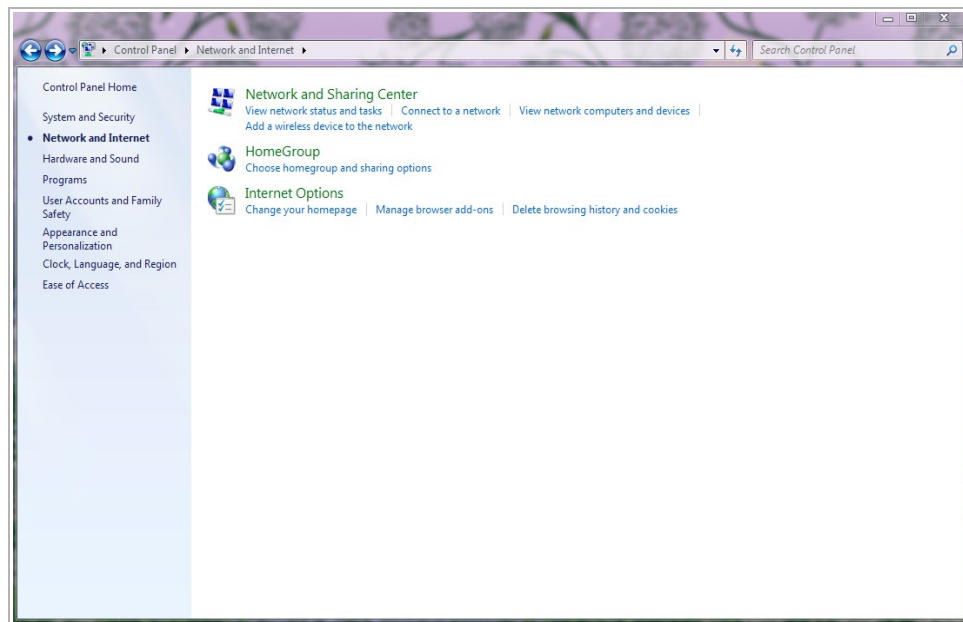 Control Panel Network and Internet
Search Control Panel
Control Panel Home
System and Security
Network and Internet
Hardware and Sound
Programs
User Accounts and Family
Safety
Appearance and
Personalization
Clock, Language, and Region
Ease of Access
Network and Sharing Center
View network status and tasks Connect to a network View network computers and devices
Add a wireless device to the network
HomeGroup
Choose homegroup and sharing options
Internet Options
Change your homepage Manage browser add-ons Delete browsing history and cookies